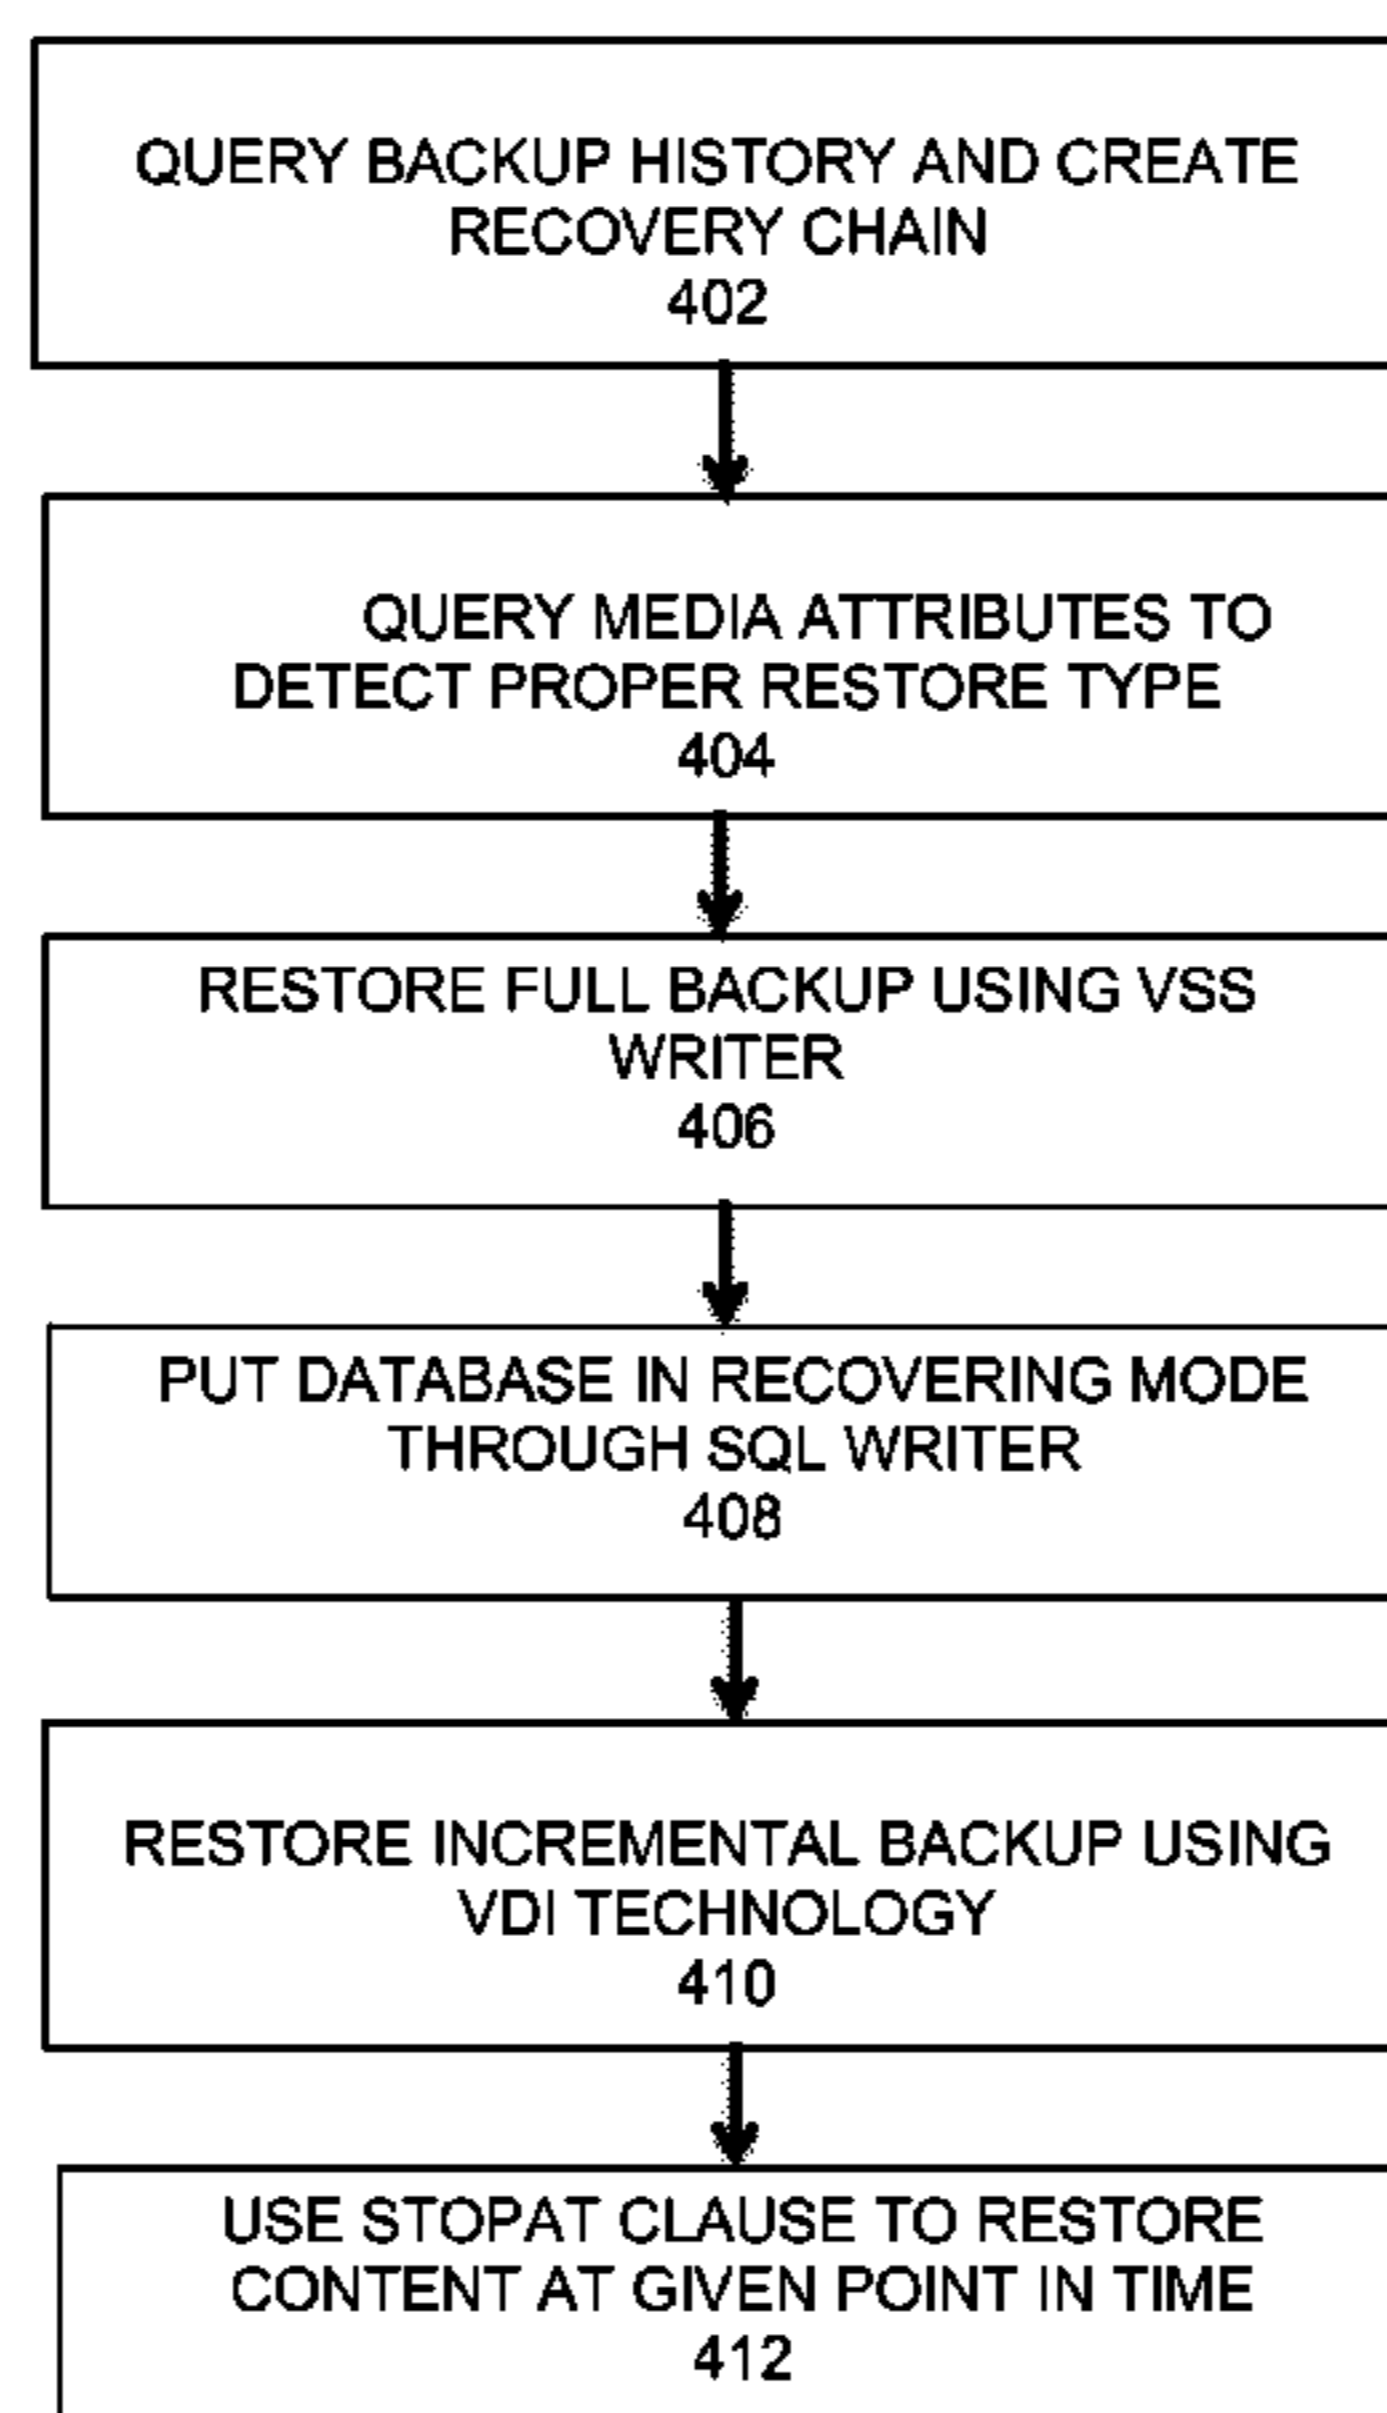 QUERY BACKUP HISTORY AND CREATE
RECOVERY CHAIN
402
QUERY MEDIA ATTRIBUTES TO
DETECT PROPER RESTORE TYPE
404
RESTORE FULL BACKUP USING VSS
WRITER
406
PUT DATABASE IN RECOVERING MODE
THROUGH SQL WRITER
408
RESTORE INCREMENTAL BACKUP USING
VDI TECHNOLOGY
410
USE STOPAT CLAUSE TO RESTORE
CONTENT AT GIVEN POINT IN TIME
412